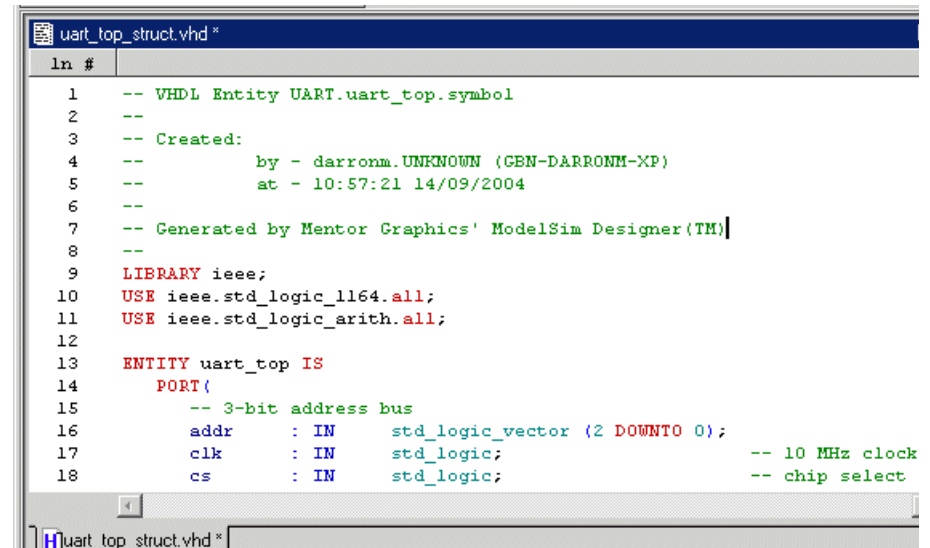 uart_top_struct.vhd *
ln #
1 -- VHDL Entity UART.uart_top.symbol
2 --
3 -- Created:
4 --          by - darronm.UNKNOWN (GBN-DARRONM-XP)
5 --          at - 10:57:21 14/09/2004
6 --
7 -- Generated by Mentor Graphics' ModelSim Designer(TM)
8 --
9 LIBRARY ieee;
10 USE ieee.std_logic_1164.all;
11 USE ieee.std_logic_arith.all;
12
13 ENTITY uart_top IS
14    PORT(
15       -- 3-bit address bus
16       addr     : IN     std_logic_vector (2 DOWNTO 0);
17       clk      : IN     std_logic;                     -- 10 MHz clock
18       cs       : IN     std_logic;                     -- chip select
H uart_top_struct.vhd *